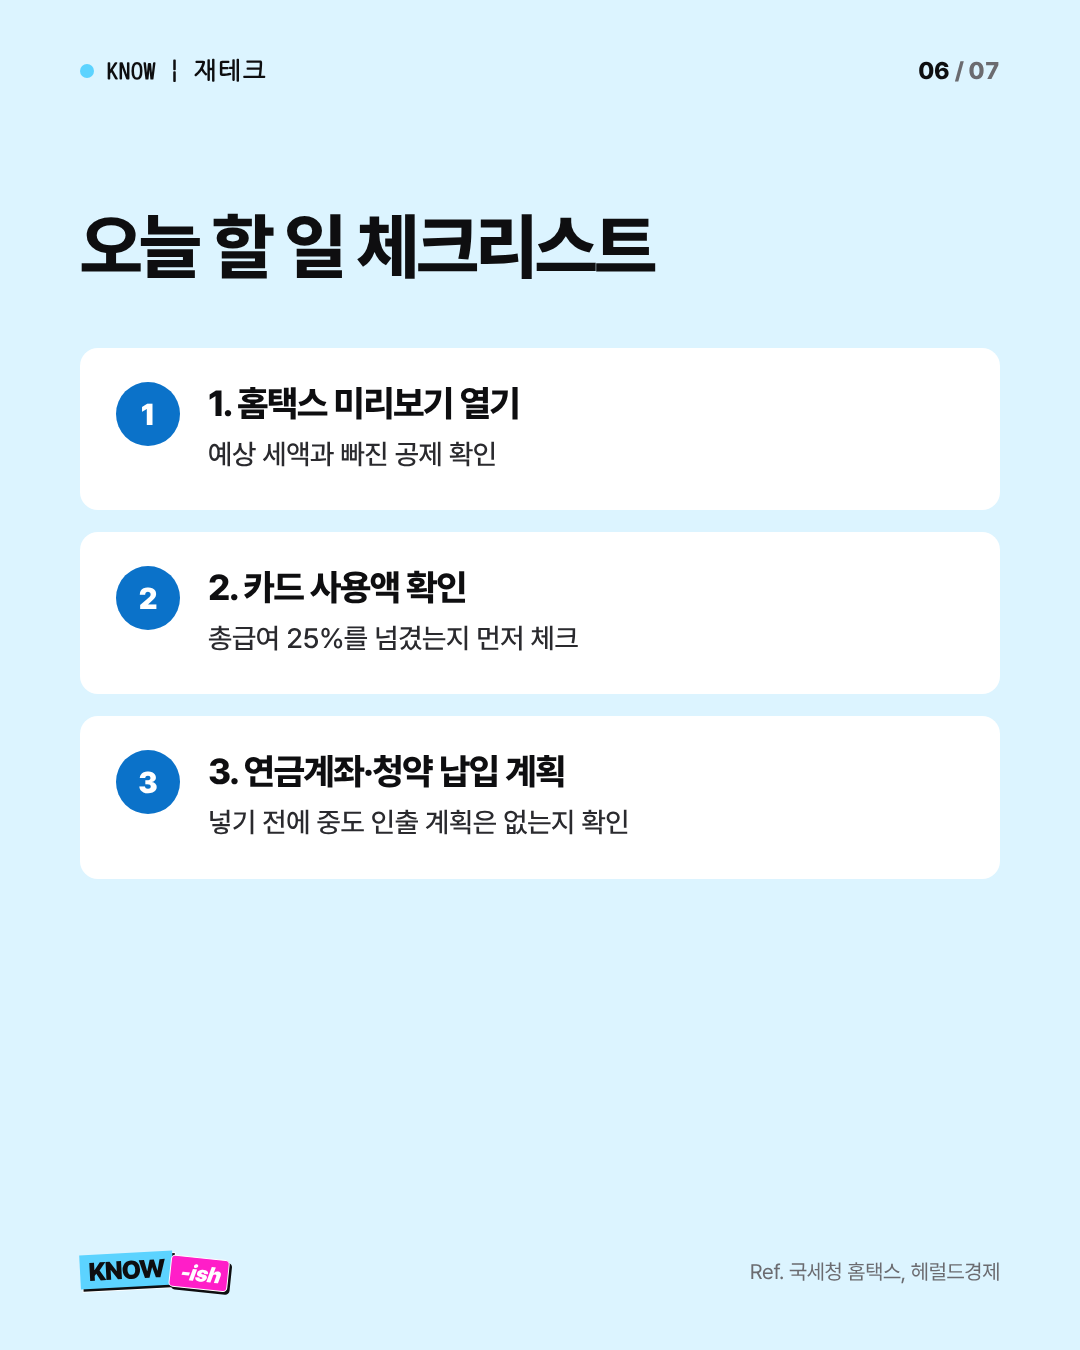 KNOW | 재테크
06 / 07
오늘 할 일 체크리스트
1
1. 홈택스 미리보기 열기
예상 세액과 빠진 공제 확인
2
2. 카드 사용액 확인
총급여 25%를 넘겼는지 먼저 체크
3
3. 연금계좌·청약 납입 계획
넣기 전에 중도 인출 계획은 없는지 확인
KNOW -ish
Ref. 국세청 홈택스, 헤럴드경제